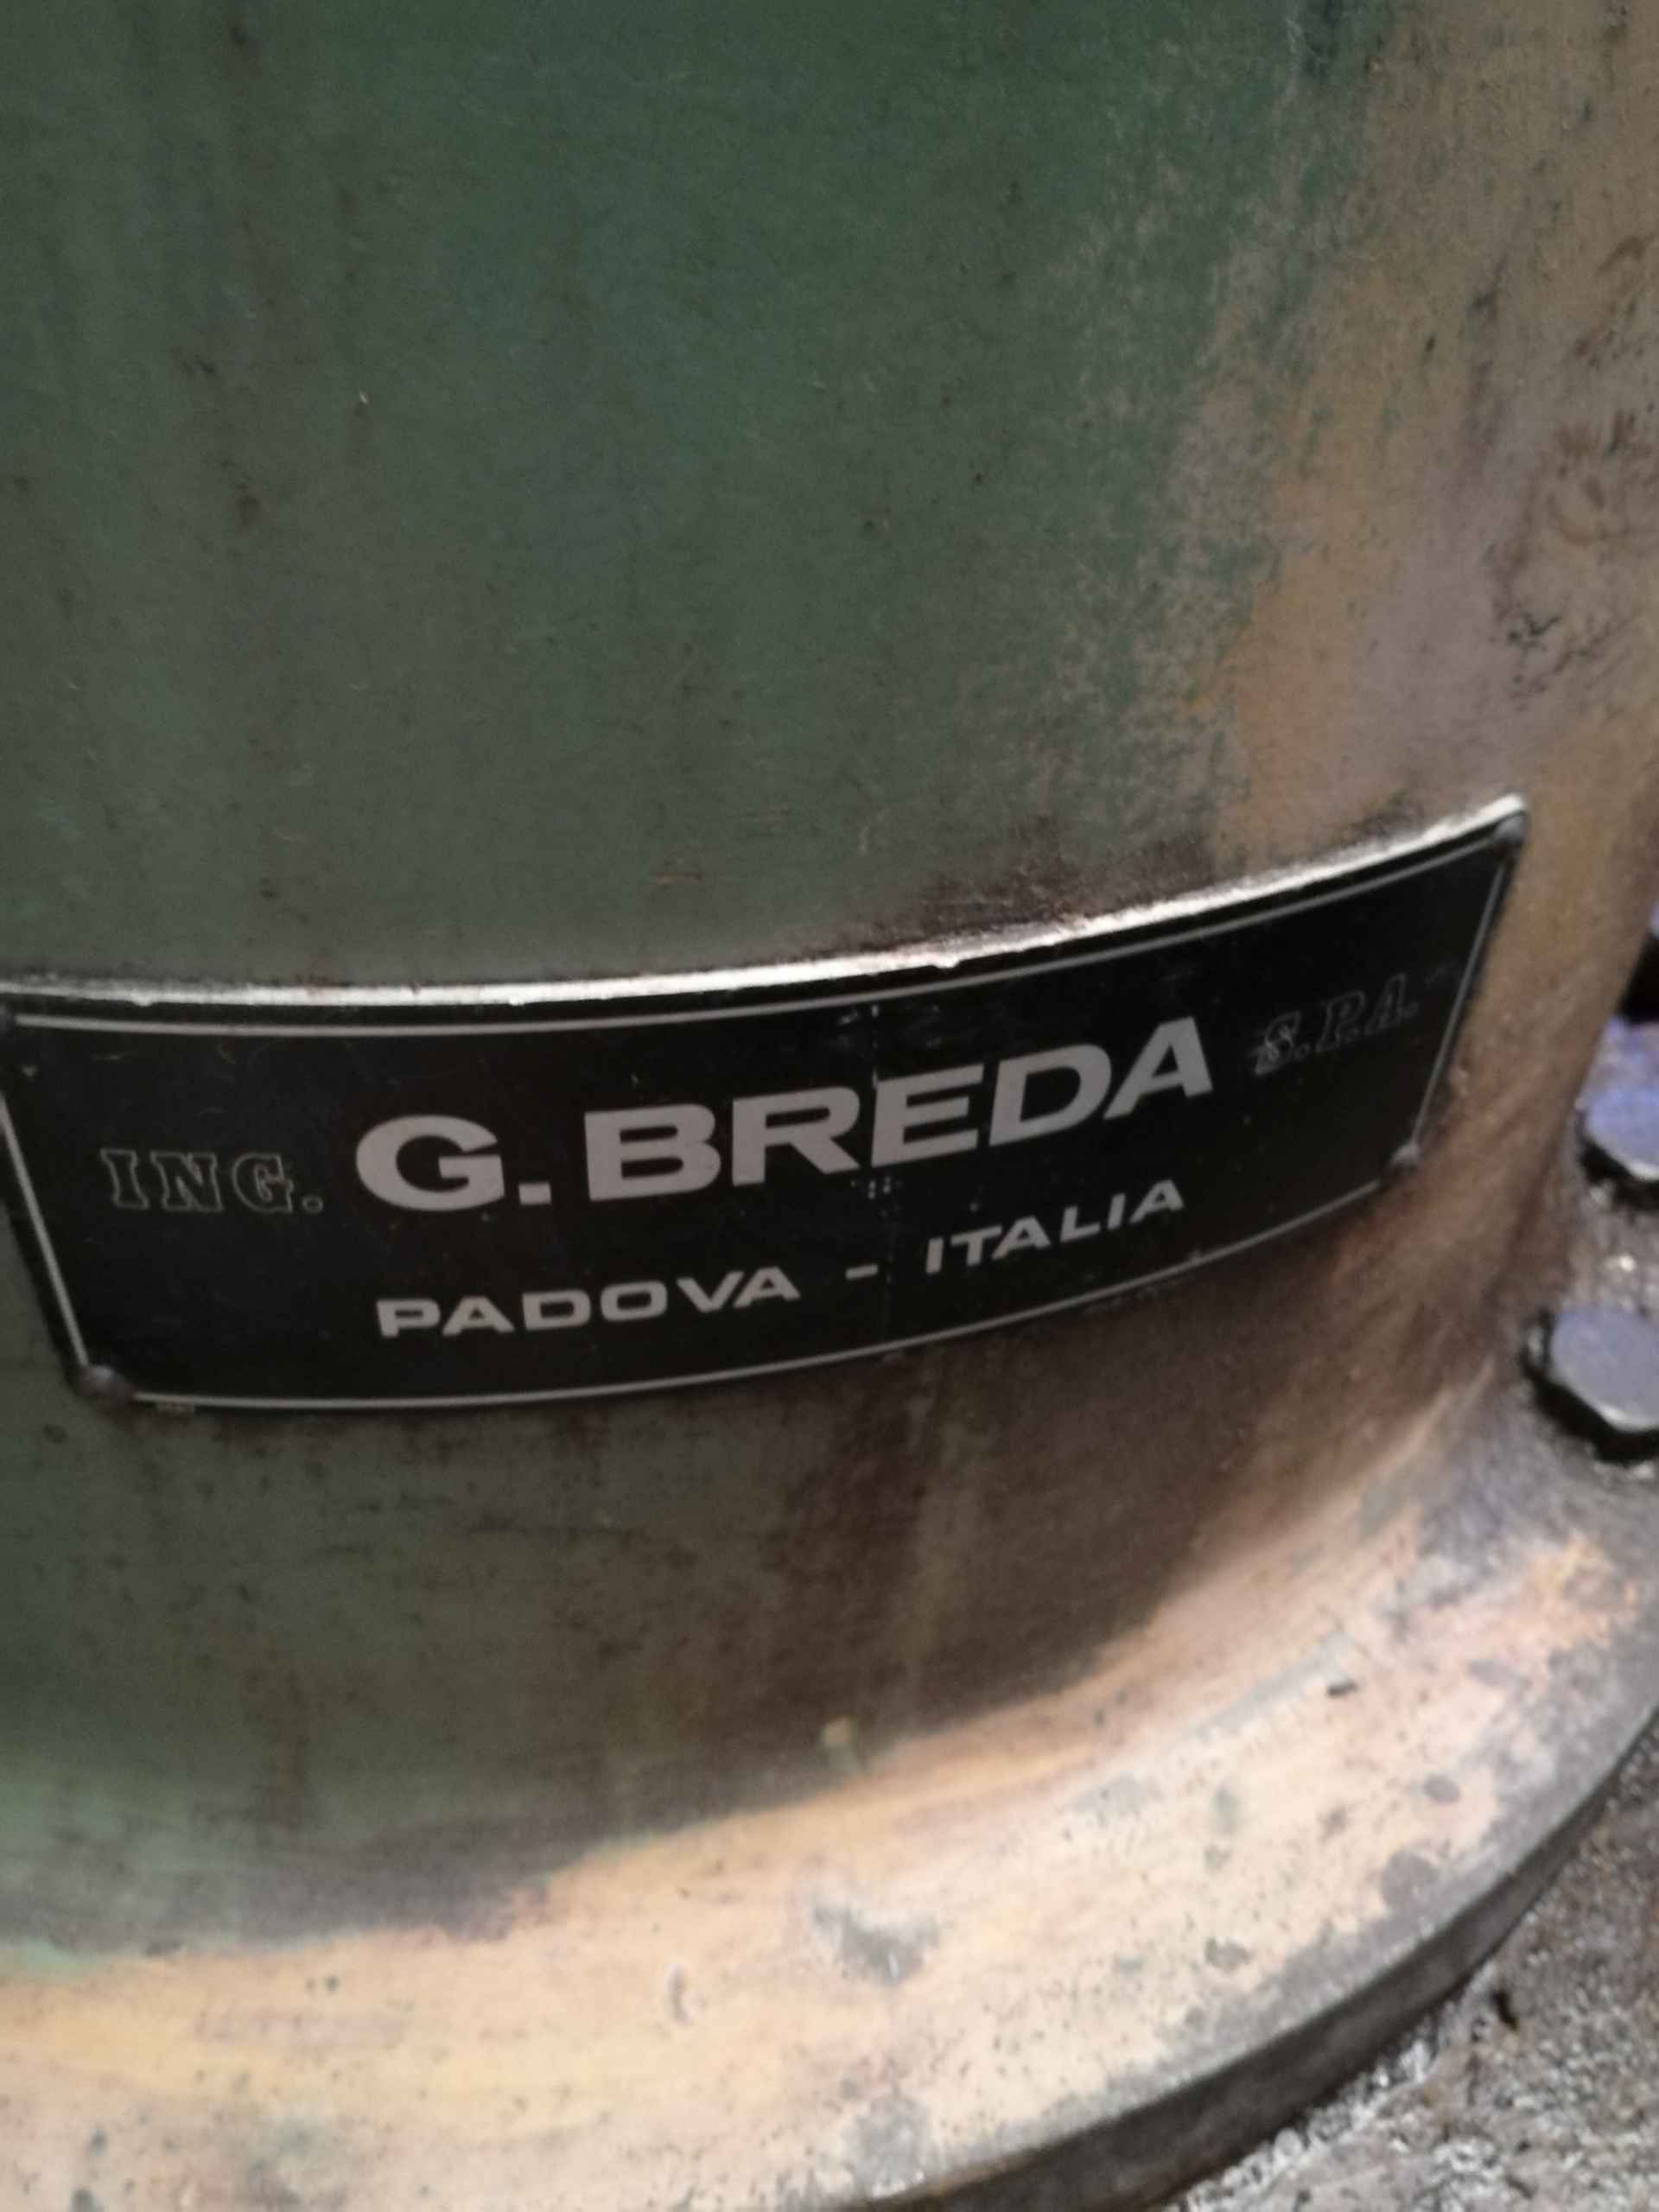 ING. G. BREDA S.P.A.
PADOVA - ITALIA